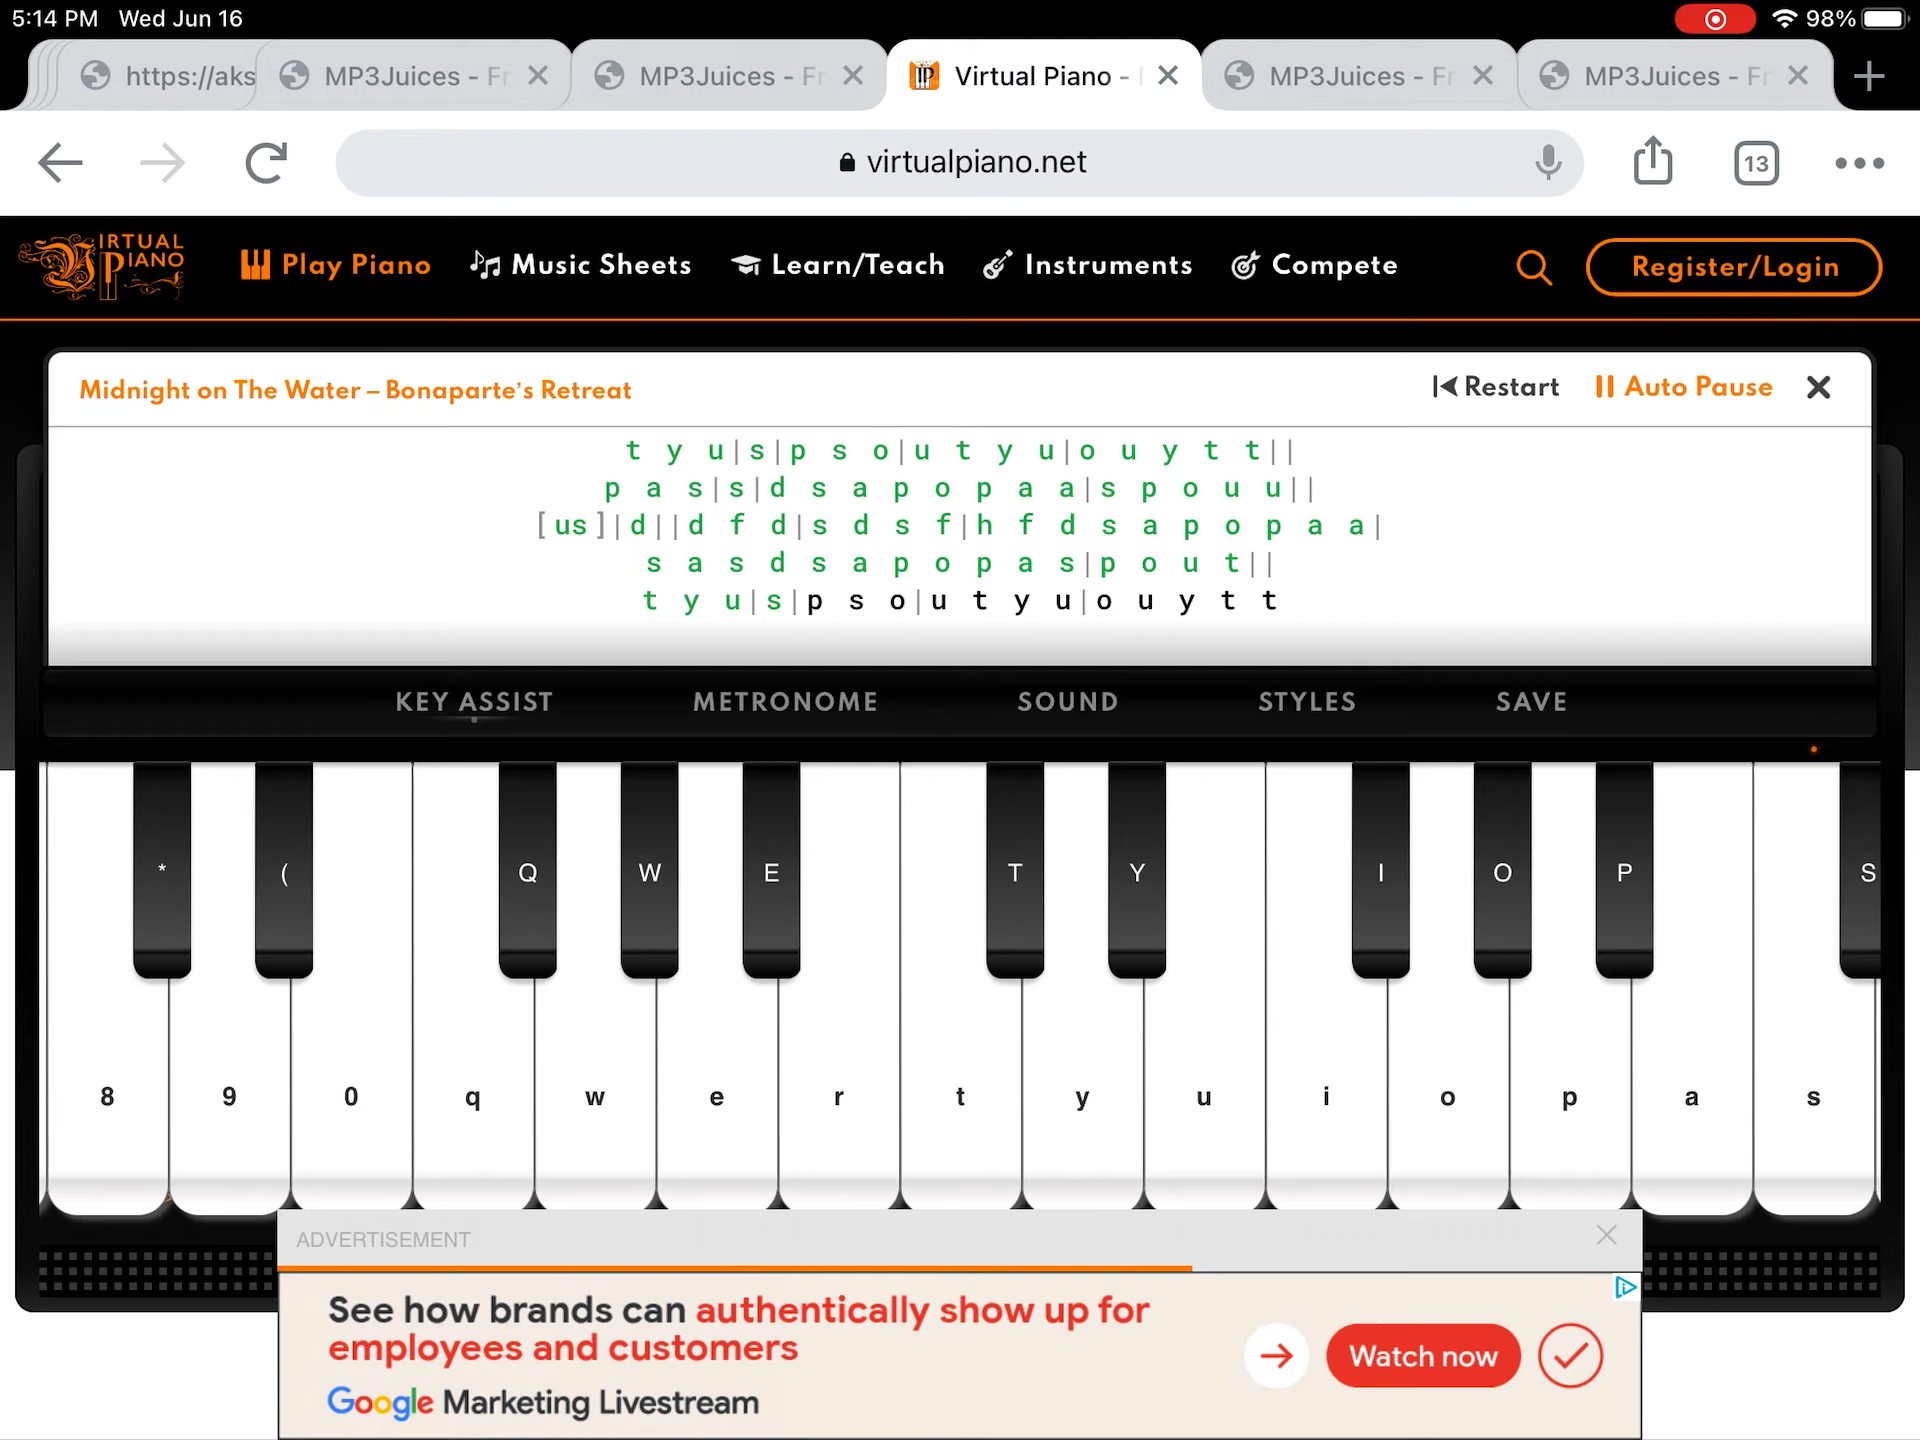 5:14 PM Wed Jun 16 98%
https://aks MP3Juices - Fr MP3Juices - Fr Virtual Piano - MP3Juices - Fr MP3Juices - Fr
virtualpiano.net 13
VIRTUAL PIANO Play Piano Music Sheets Learn/Teach Instruments Compete Register/Login
Midnight on The Water – Bonaparte's Retreat Restart Auto Pause
t y u|s|p s o|u t y u|o u y t t||
p a s|s|d s a p o p a a|s p o u u||
[us]|d||d f d|s d s f|h f d s a p o p a a|
s a s d s a p o p a s|p o u t||
t y u|s|p s o|u t y u|o u y t t
KEY ASSIST METRONOME SOUND STYLES SAVE
* ( Q W E T Y I O P S
8 9 0 q w e r t y u i o p a s
ADVERTISEMENT
See how brands can authentically show up for
employees and customers
Watch now
Google Marketing Livestream